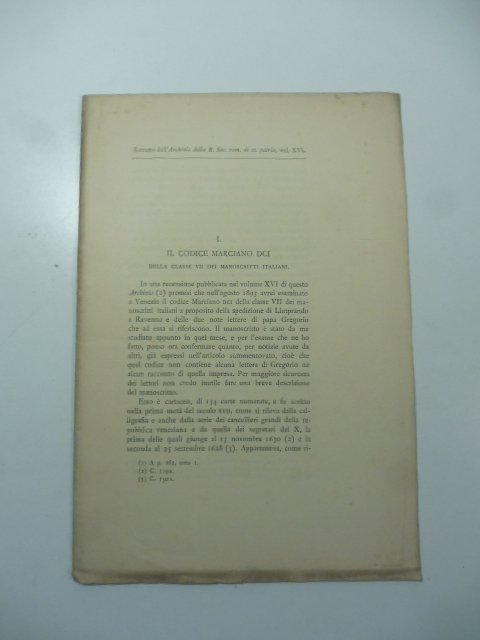 Estratto dall'Archivio della R. Soc. rom. di st. patria, vol. XVI.
I.
IL CODICE MARCIANO DCI
DELLA CLASSE VII DEI MANOSCRITTI ITALIANI.
In una recensione pubblicata nel volume XVI di questo
Archivio (1) promisi che nell'agosto 1893 avrei esaminato
a Venezia il codice Marciano DCI della classe VII dei ma-
noscritti italiani a proposito della spedizione di Liutprando
a Ravenna e delle due note lettere di papa Gregorio
che ad essa si riferiscono. Il manoscritto è stato da me
studiato appunto in quel mese, e per l'esame che ne ho
fatto, posso ora confermare quanto, per notizie avute da
altri, già espressi nell'articolo summentovato, cioè che
quel codice non contiene alcuna lettera di Gregorio nè
alcun racconto di quella impresa. Per maggiore sicurezza
dei lettori non credo inutile fare una breve descrizione
del manoscritto.
Esso è cartaceo, di 154 carte numerate, e fu scritto
nella prima metà del secolo XVII, come si rileva dalla cal-
ligrafia e anche dalla serie dei cancellieri grandi della re-
pubblica veneziana e da quella dei segretari del X, la
prima delle quali giunge al 15 novembre 1630 (2) e la
seconda al 25 settembre 1628 (3). Apparteneva, come ri-
(1) A p. 282, nota 1.
(2) C.
(3) C.